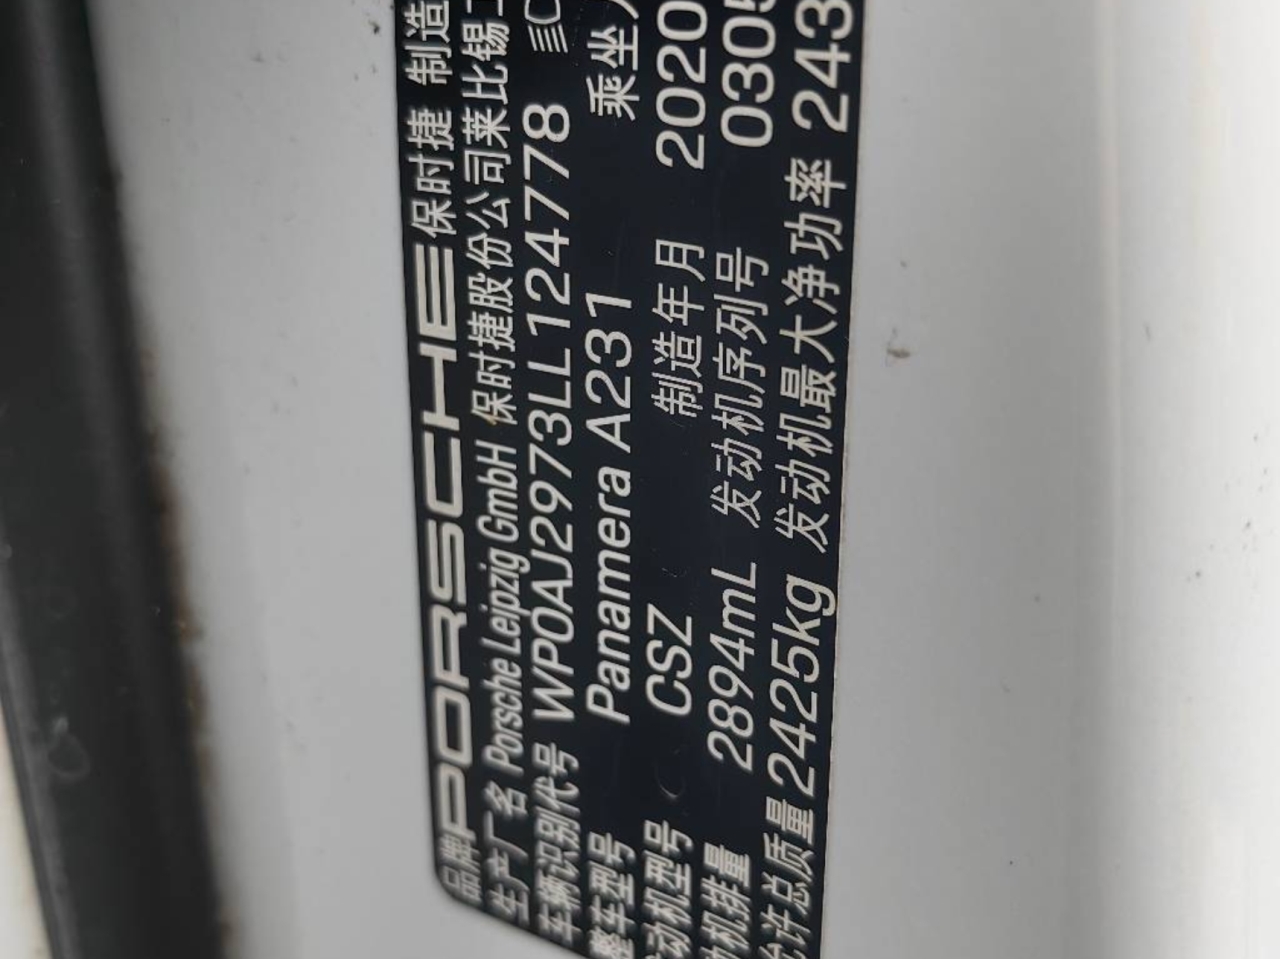 品牌 PORSCHE 保时捷 制造
生产厂名 Porsche Leipzig GmbH 保时捷股份公司莱比锡工
车辆识别代号 WP0AJ2973LL124778
整车型号 Panamera A231 乘坐人
发动机型号 CSZ 制造年月 2020
动机排量 2894mL 发动机序列号 0305
允许总质量 2425kg 发动机最大净功率 243